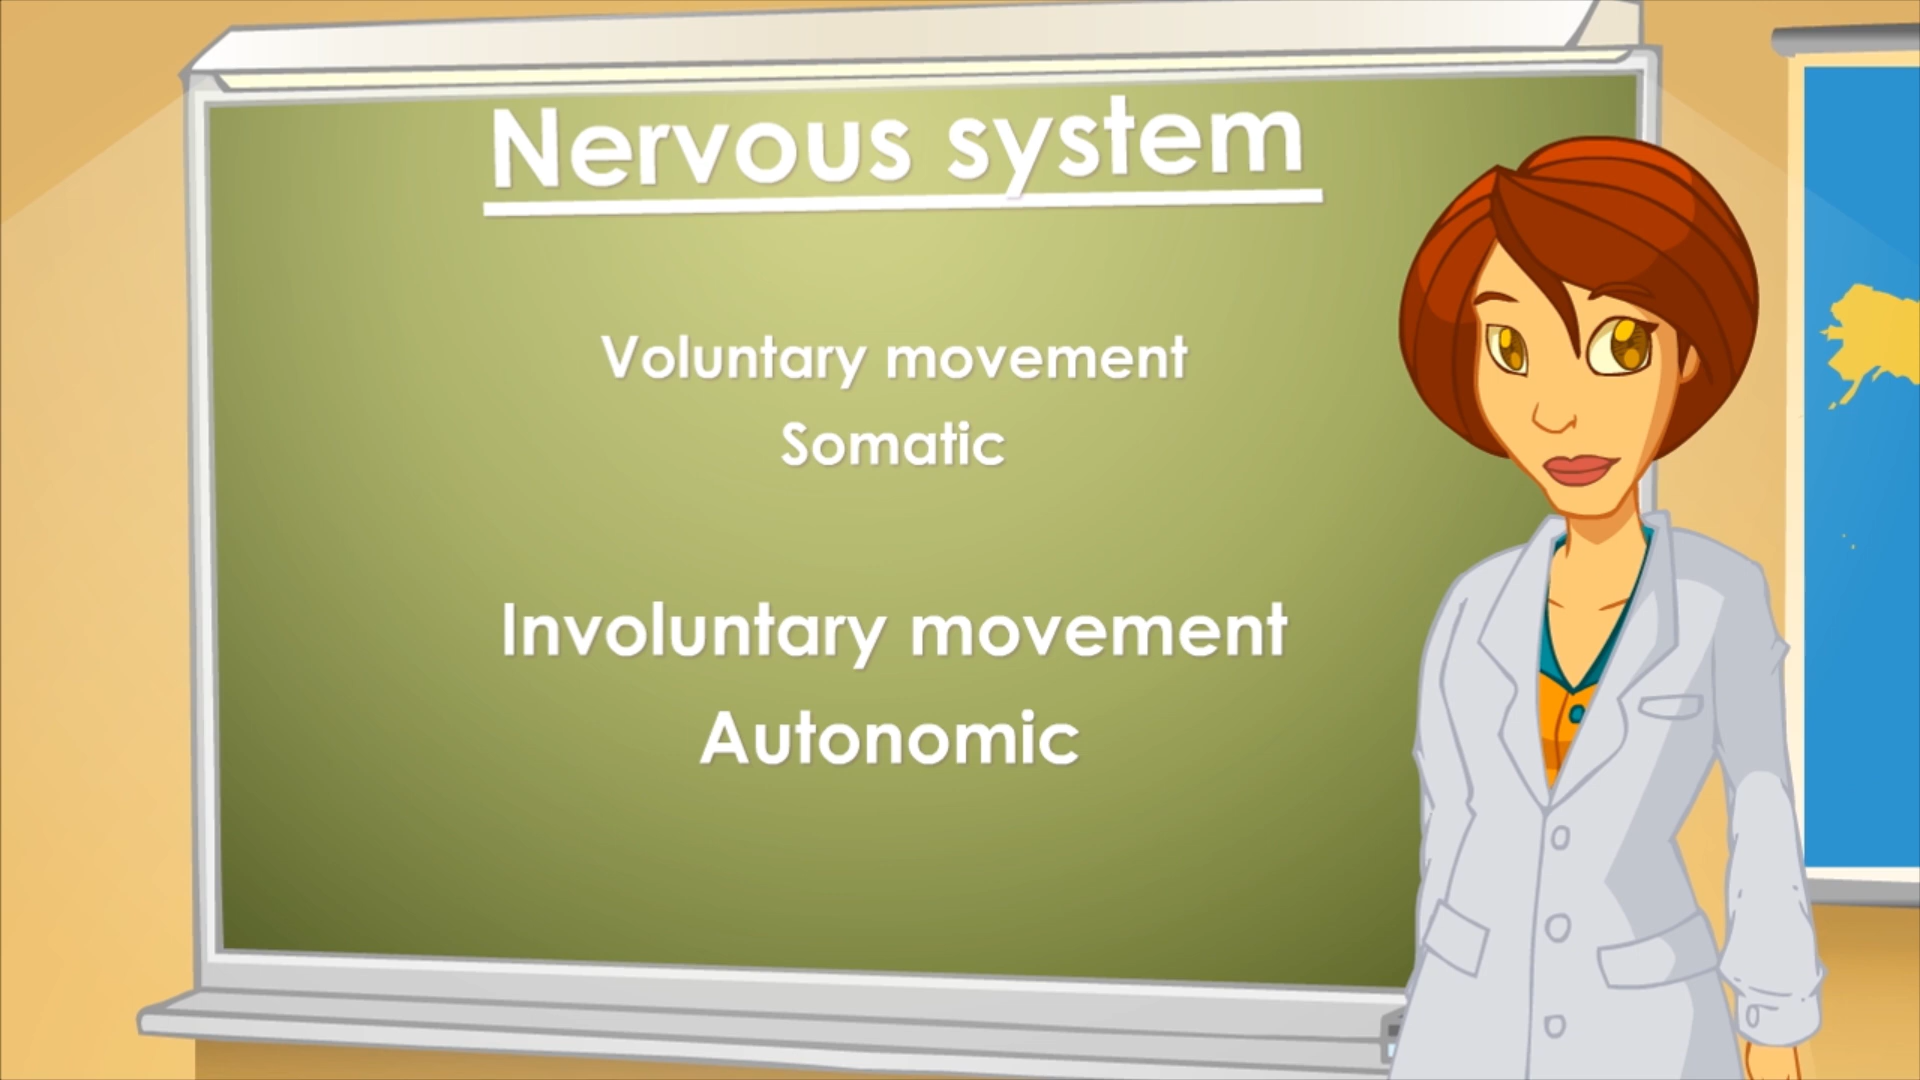 Nervous system
Voluntary movement
Somatic
Involuntary movement
Autonomic